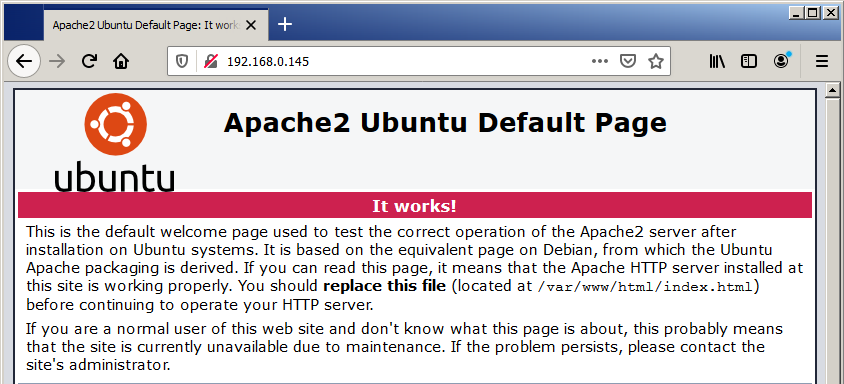 Apache2 Ubuntu Default Page: It works
192.168.0.145
ubuntu
Apache2 Ubuntu Default Page
It works!
This is the default welcome page used to test the correct operation of the Apache2 server after
installation on Ubuntu systems. It is based on the equivalent page on Debian, from which the Ubuntu
Apache packaging is derived. If you can read this page, it means that the Apache HTTP server installed at
this site is working properly. You should replace this file (located at /var/www/html/index.html)
before continuing to operate your HTTP server.
If you are a normal user of this web site and don't know what this page is about, this probably means
that the site is currently unavailable due to maintenance. If the problem persists, please contact the
site's administrator.